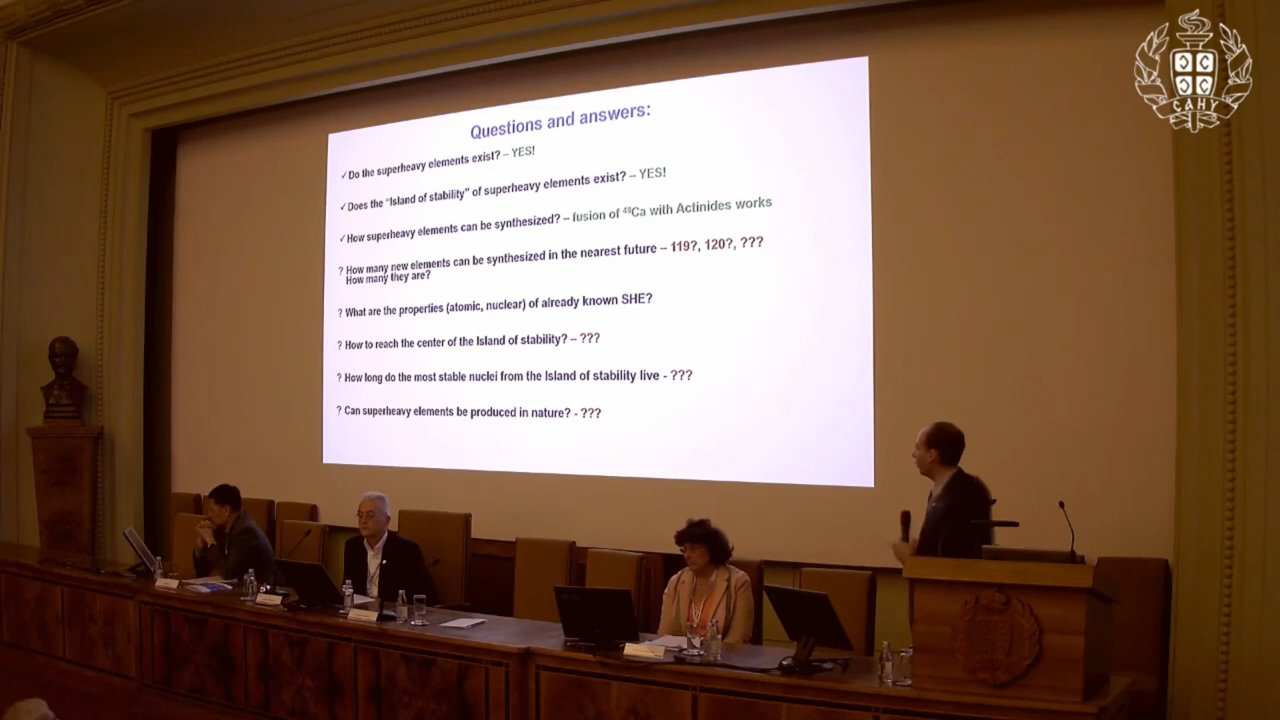 САНУ
Questions and answers:
✓ Do the superheavy elements exist? – YES!
✓ Does the "Island of stability" of superheavy elements exist? – YES!
✓ How superheavy elements can be synthesized? – fusion of ⁴⁸Ca with Actinides works
? How many new elements can be synthesized in the nearest future – 119?, 120?, ???
How many they are?
? What are the properties (atomic, nuclear) of already known SHE?
? How to reach the center of the Island of stability? – ???
? How long do the most stable nuclei from the Island of stability live - ???
? Can superheavy elements be produced in nature? - ???